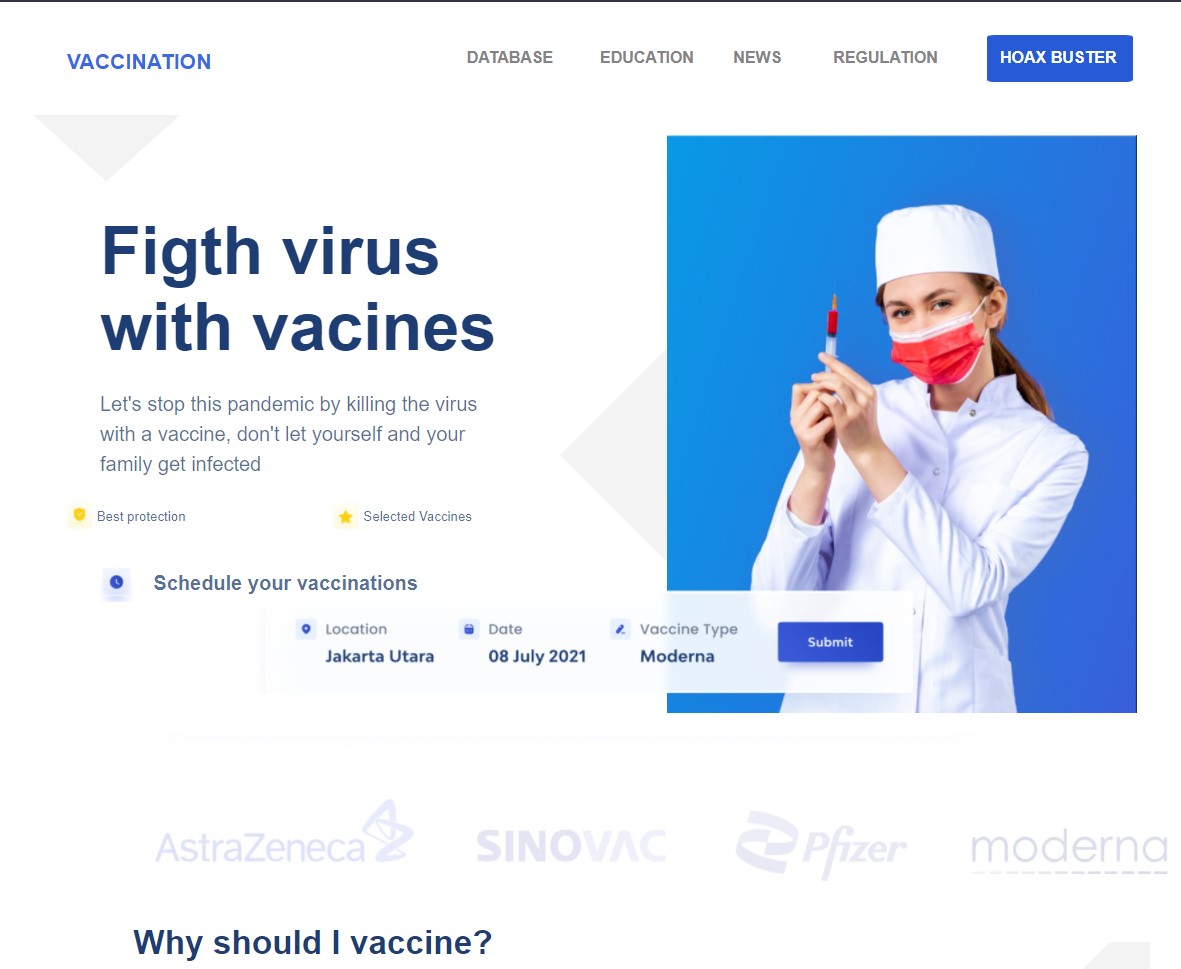 VACCINATION
DATABASE
EDUCATION
NEWS
REGULATION
HOAX BUSTER
Figth virus
with vacines
Let's stop this pandemic by killing the virus
with a vaccine, don't let yourself and your
family get infected
Best protection
Selected Vaccines
Schedule your vaccinations
Location
Jakarta Utara
Date
08 July 2021
Vaccine Type
Moderna
Submit
AstraZeneca
SINOVAC
Pfizer
moderna
Why should I vaccine?